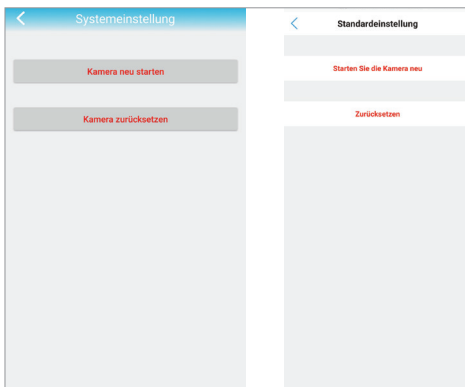 Systemeinstellung
Kamera neu starten
Kamera zurücksetzen
Standardeinstellung
Starten Sie die Kamera neu
Zurücksetzen